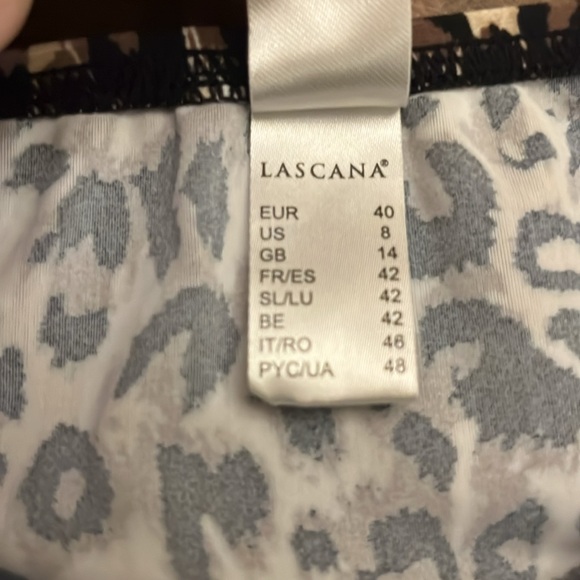 LASCANA®
EUR 40
US 8
GB 14
FR/ES 42
SL/LU 42
BE 42
IT/RO 46
PYC/UA 48